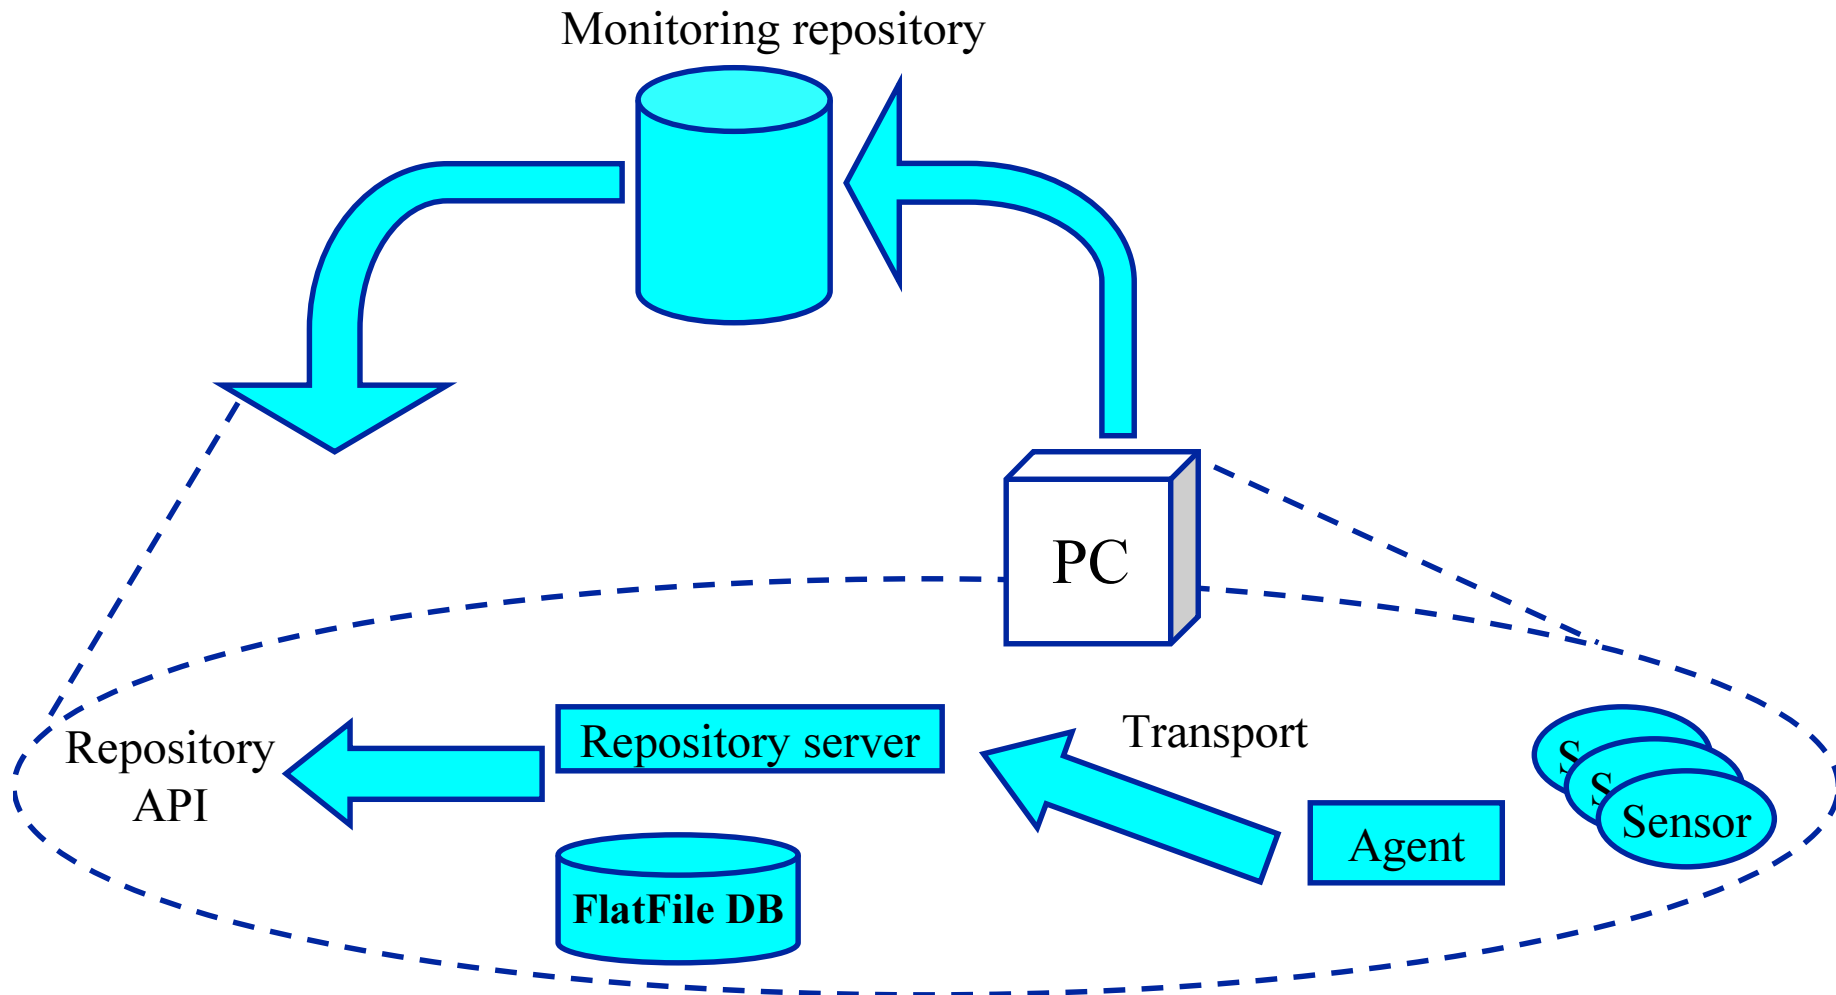 Monitoring repository
PC
Repository server
Transport
Repository
API
S
S
Sensor
Agent
FlatFile DB